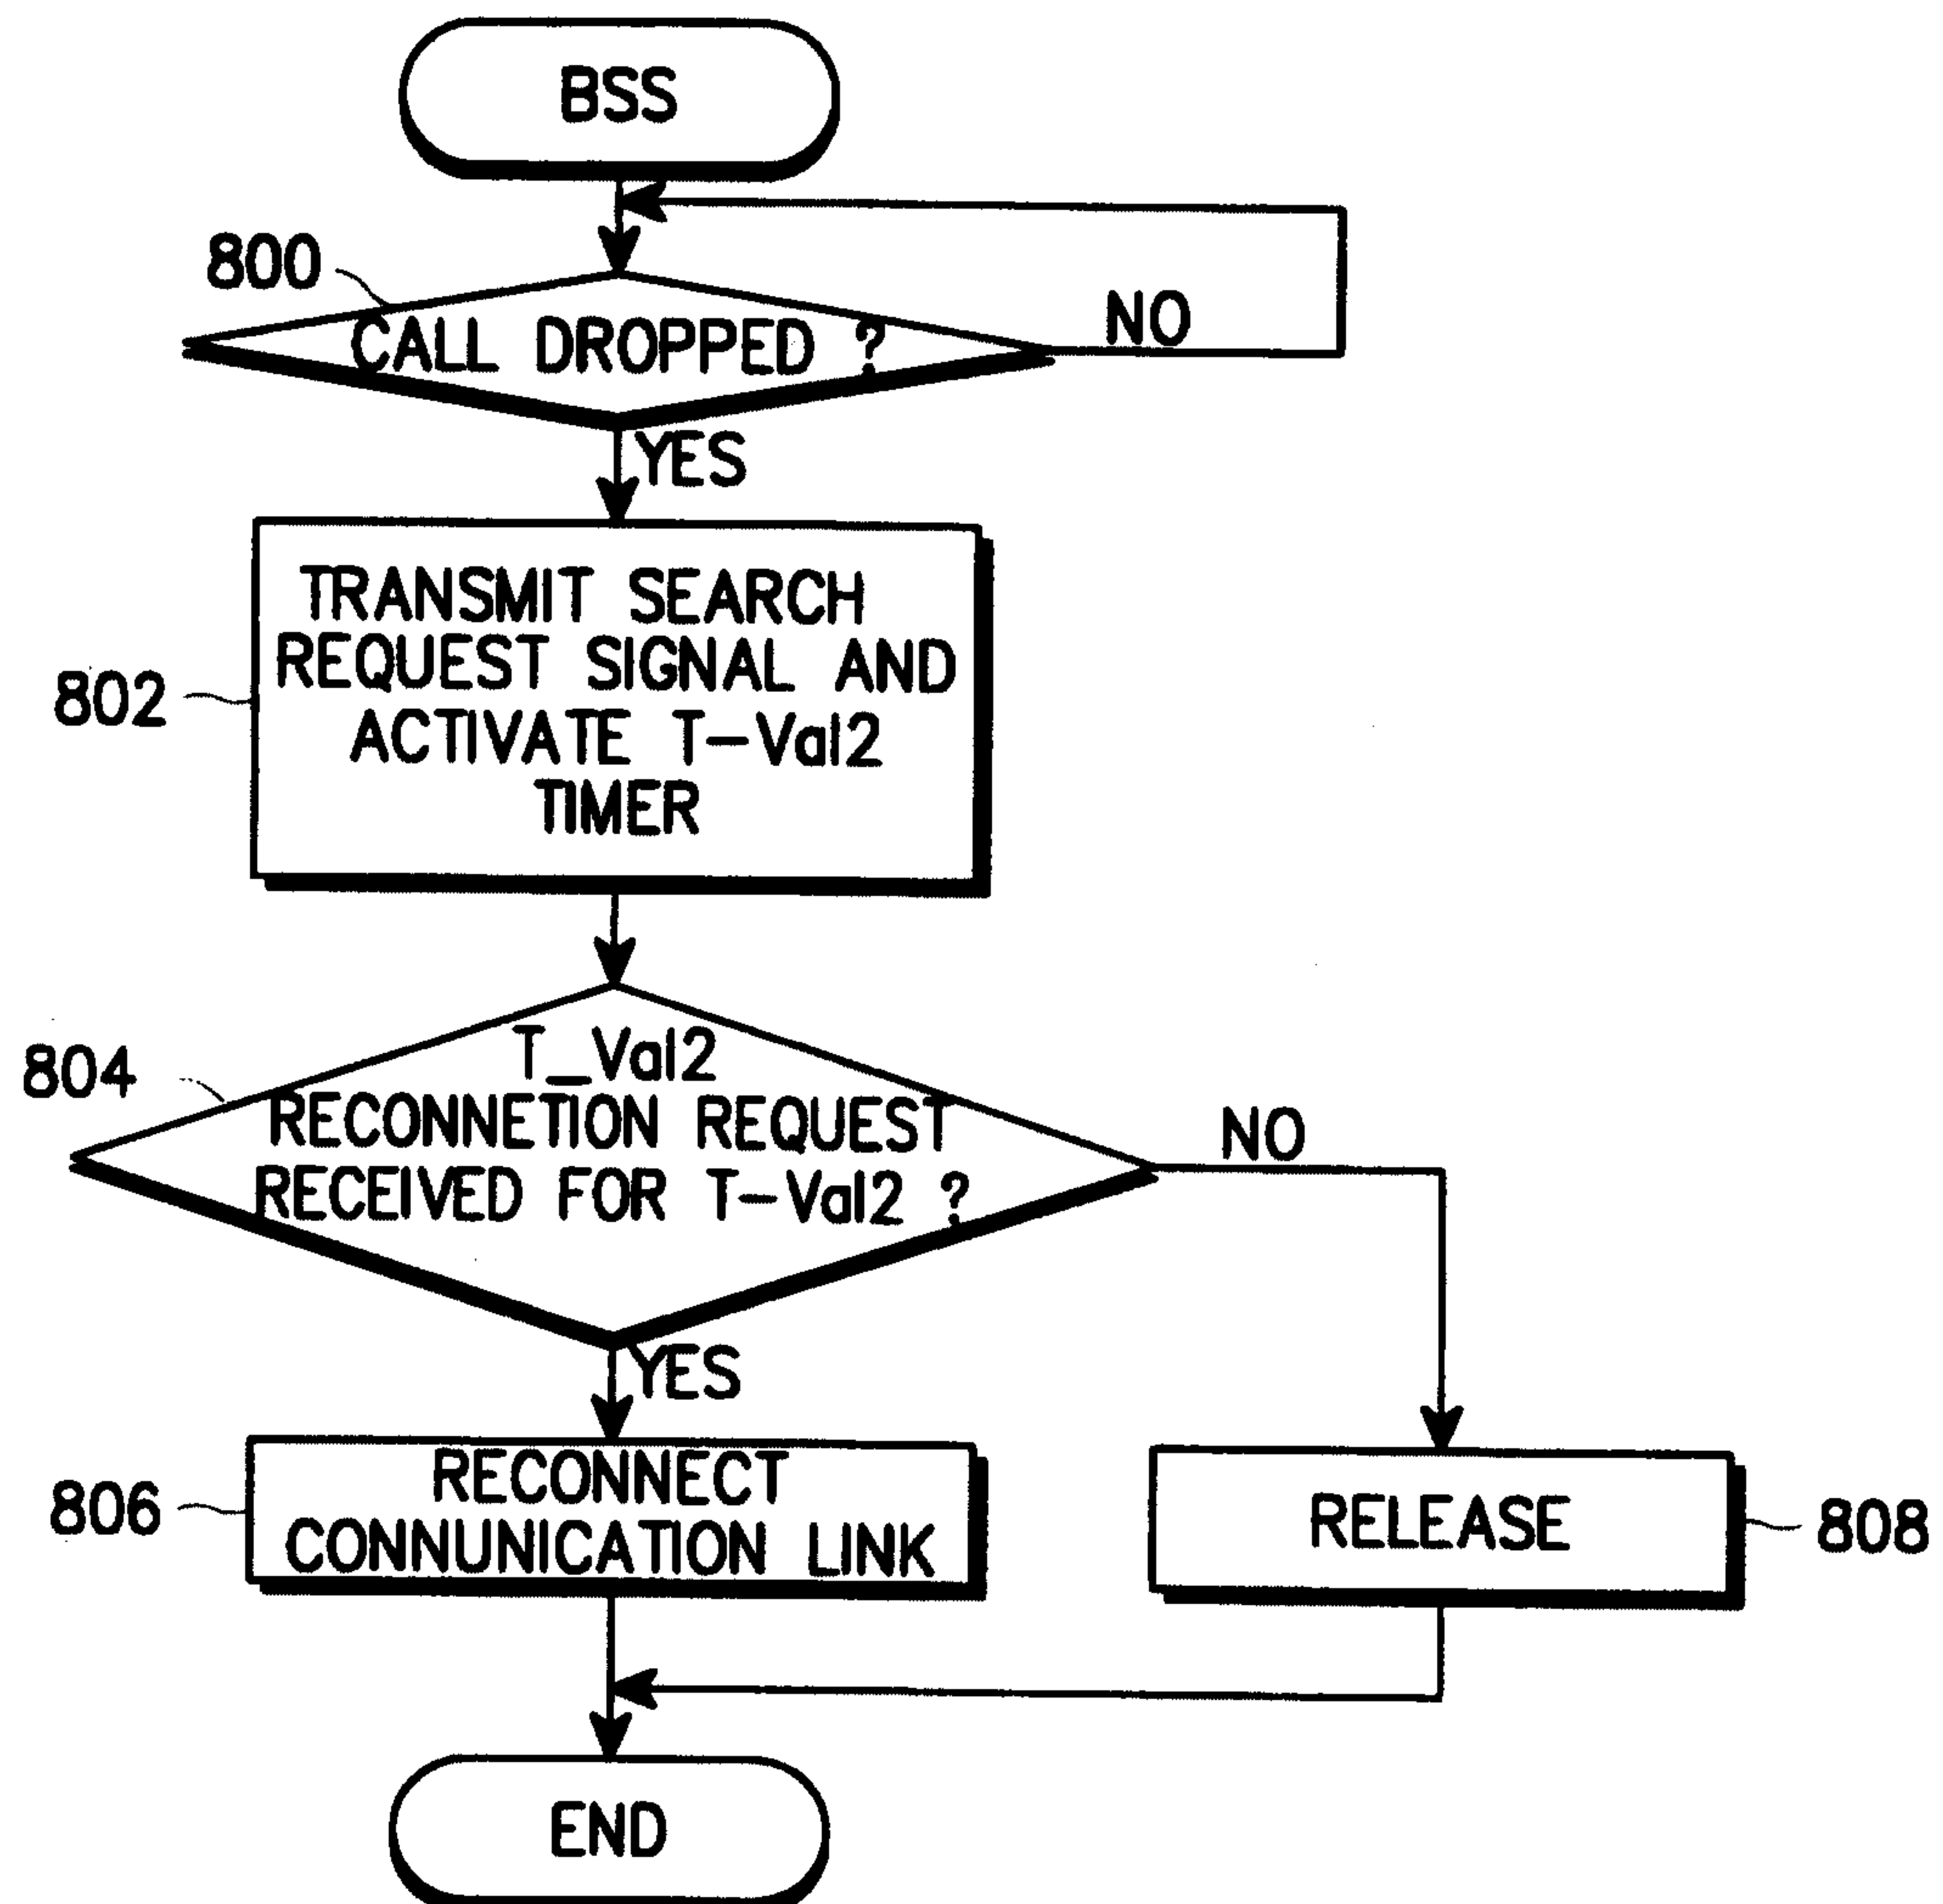 BSS
800
CALL DROPPED ?
NO
YES
802
TRANSMIT SEARCH
REQUEST SIGNAL AND
ACTIVATE T-Val2
TIMER
804
T_Val2
RECONNETION REQUEST
RECEIVED FOR T-Val2 ?
NO
YES
806
RECONNECT
CONNUNICATION LINK
RELEASE
808
END